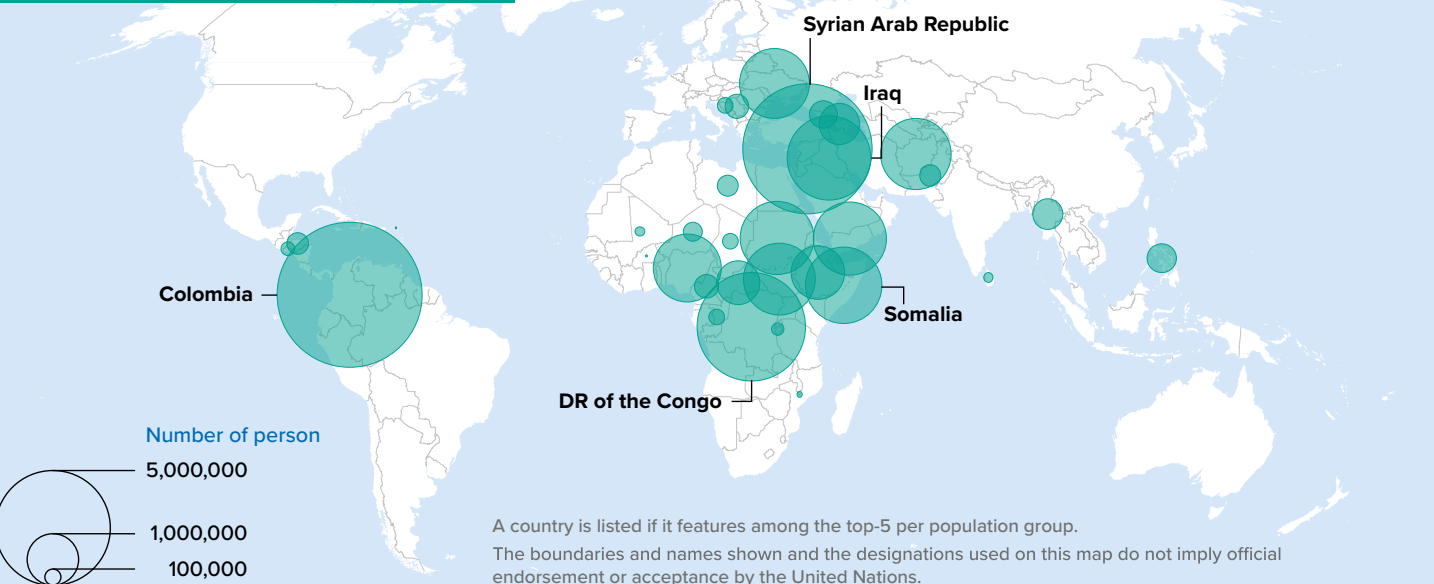 Syrian Arab Republic
Iraq
Colombia
Somalia
DR of the Congo
Number of person
5,000,000
1,000,000
100,000
A country is listed if it features among the top-5 per population group.
The boundaries and names shown and the designations used on this map do not imply official
endorsement or acceptance by the United Nations.